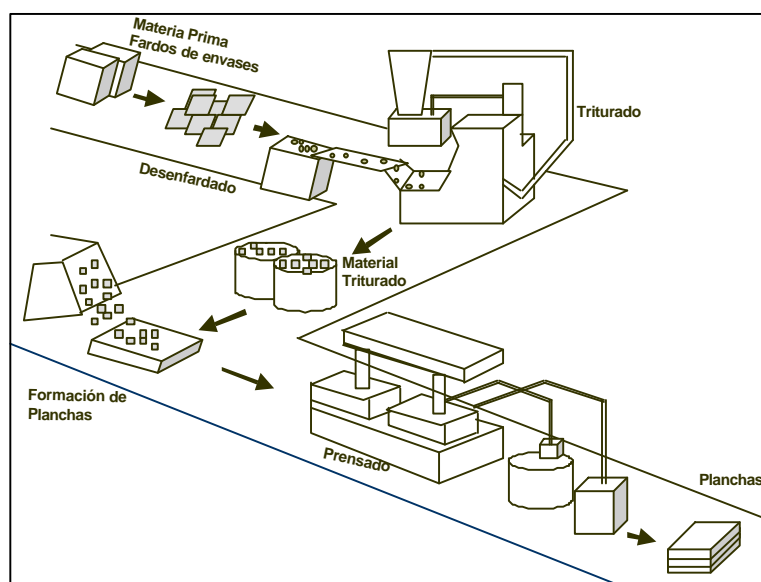 Materia Prima
Fardos de envases
Triturado
Desenfardado
Material
Triturado
Formación de
Planchas
Prensado
Planchas